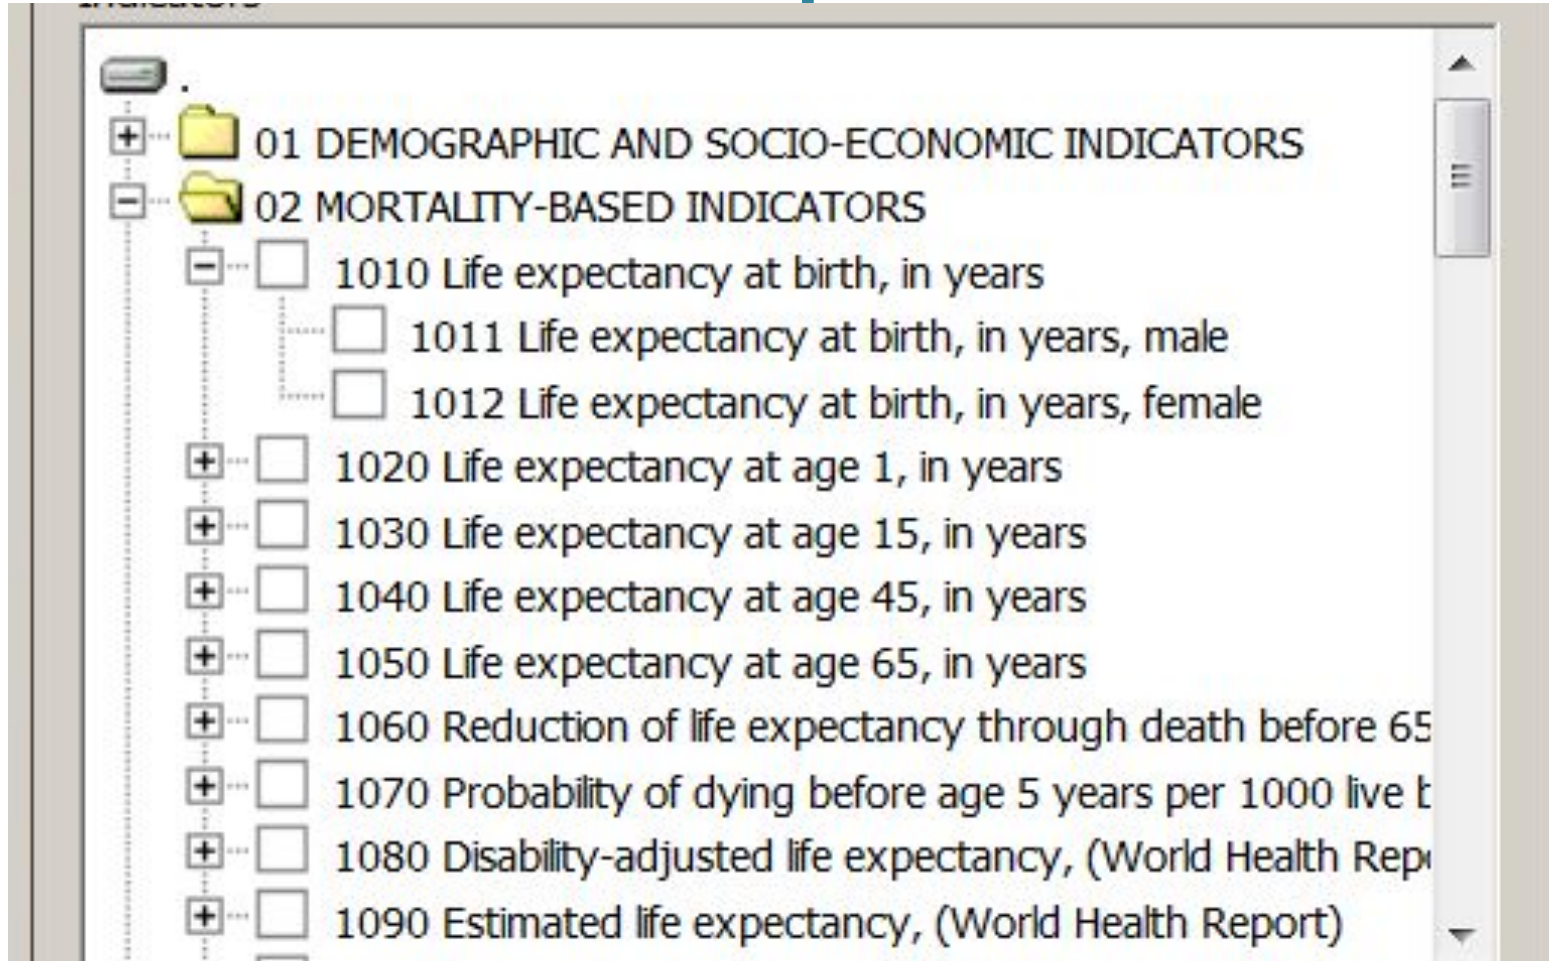 .
01 DEMOGRAPHIC AND SOCIO-ECONOMIC INDICATORS
02 MORTALITY-BASED INDICATORS
1010 Life expectancy at birth, in years
1011 Life expectancy at birth, in years, male
1012 Life expectancy at birth, in years, female
1020 Life expectancy at age 1, in years
1030 Life expectancy at age 15, in years
1040 Life expectancy at age 45, in years
1050 Life expectancy at age 65, in years
1060 Reduction of life expectancy through death before 65
1070 Probability of dying before age 5 years per 1000 live
1080 Disability-adjusted life expectancy, (World Health
1090 Estimated life expectancy, (World Health Report)